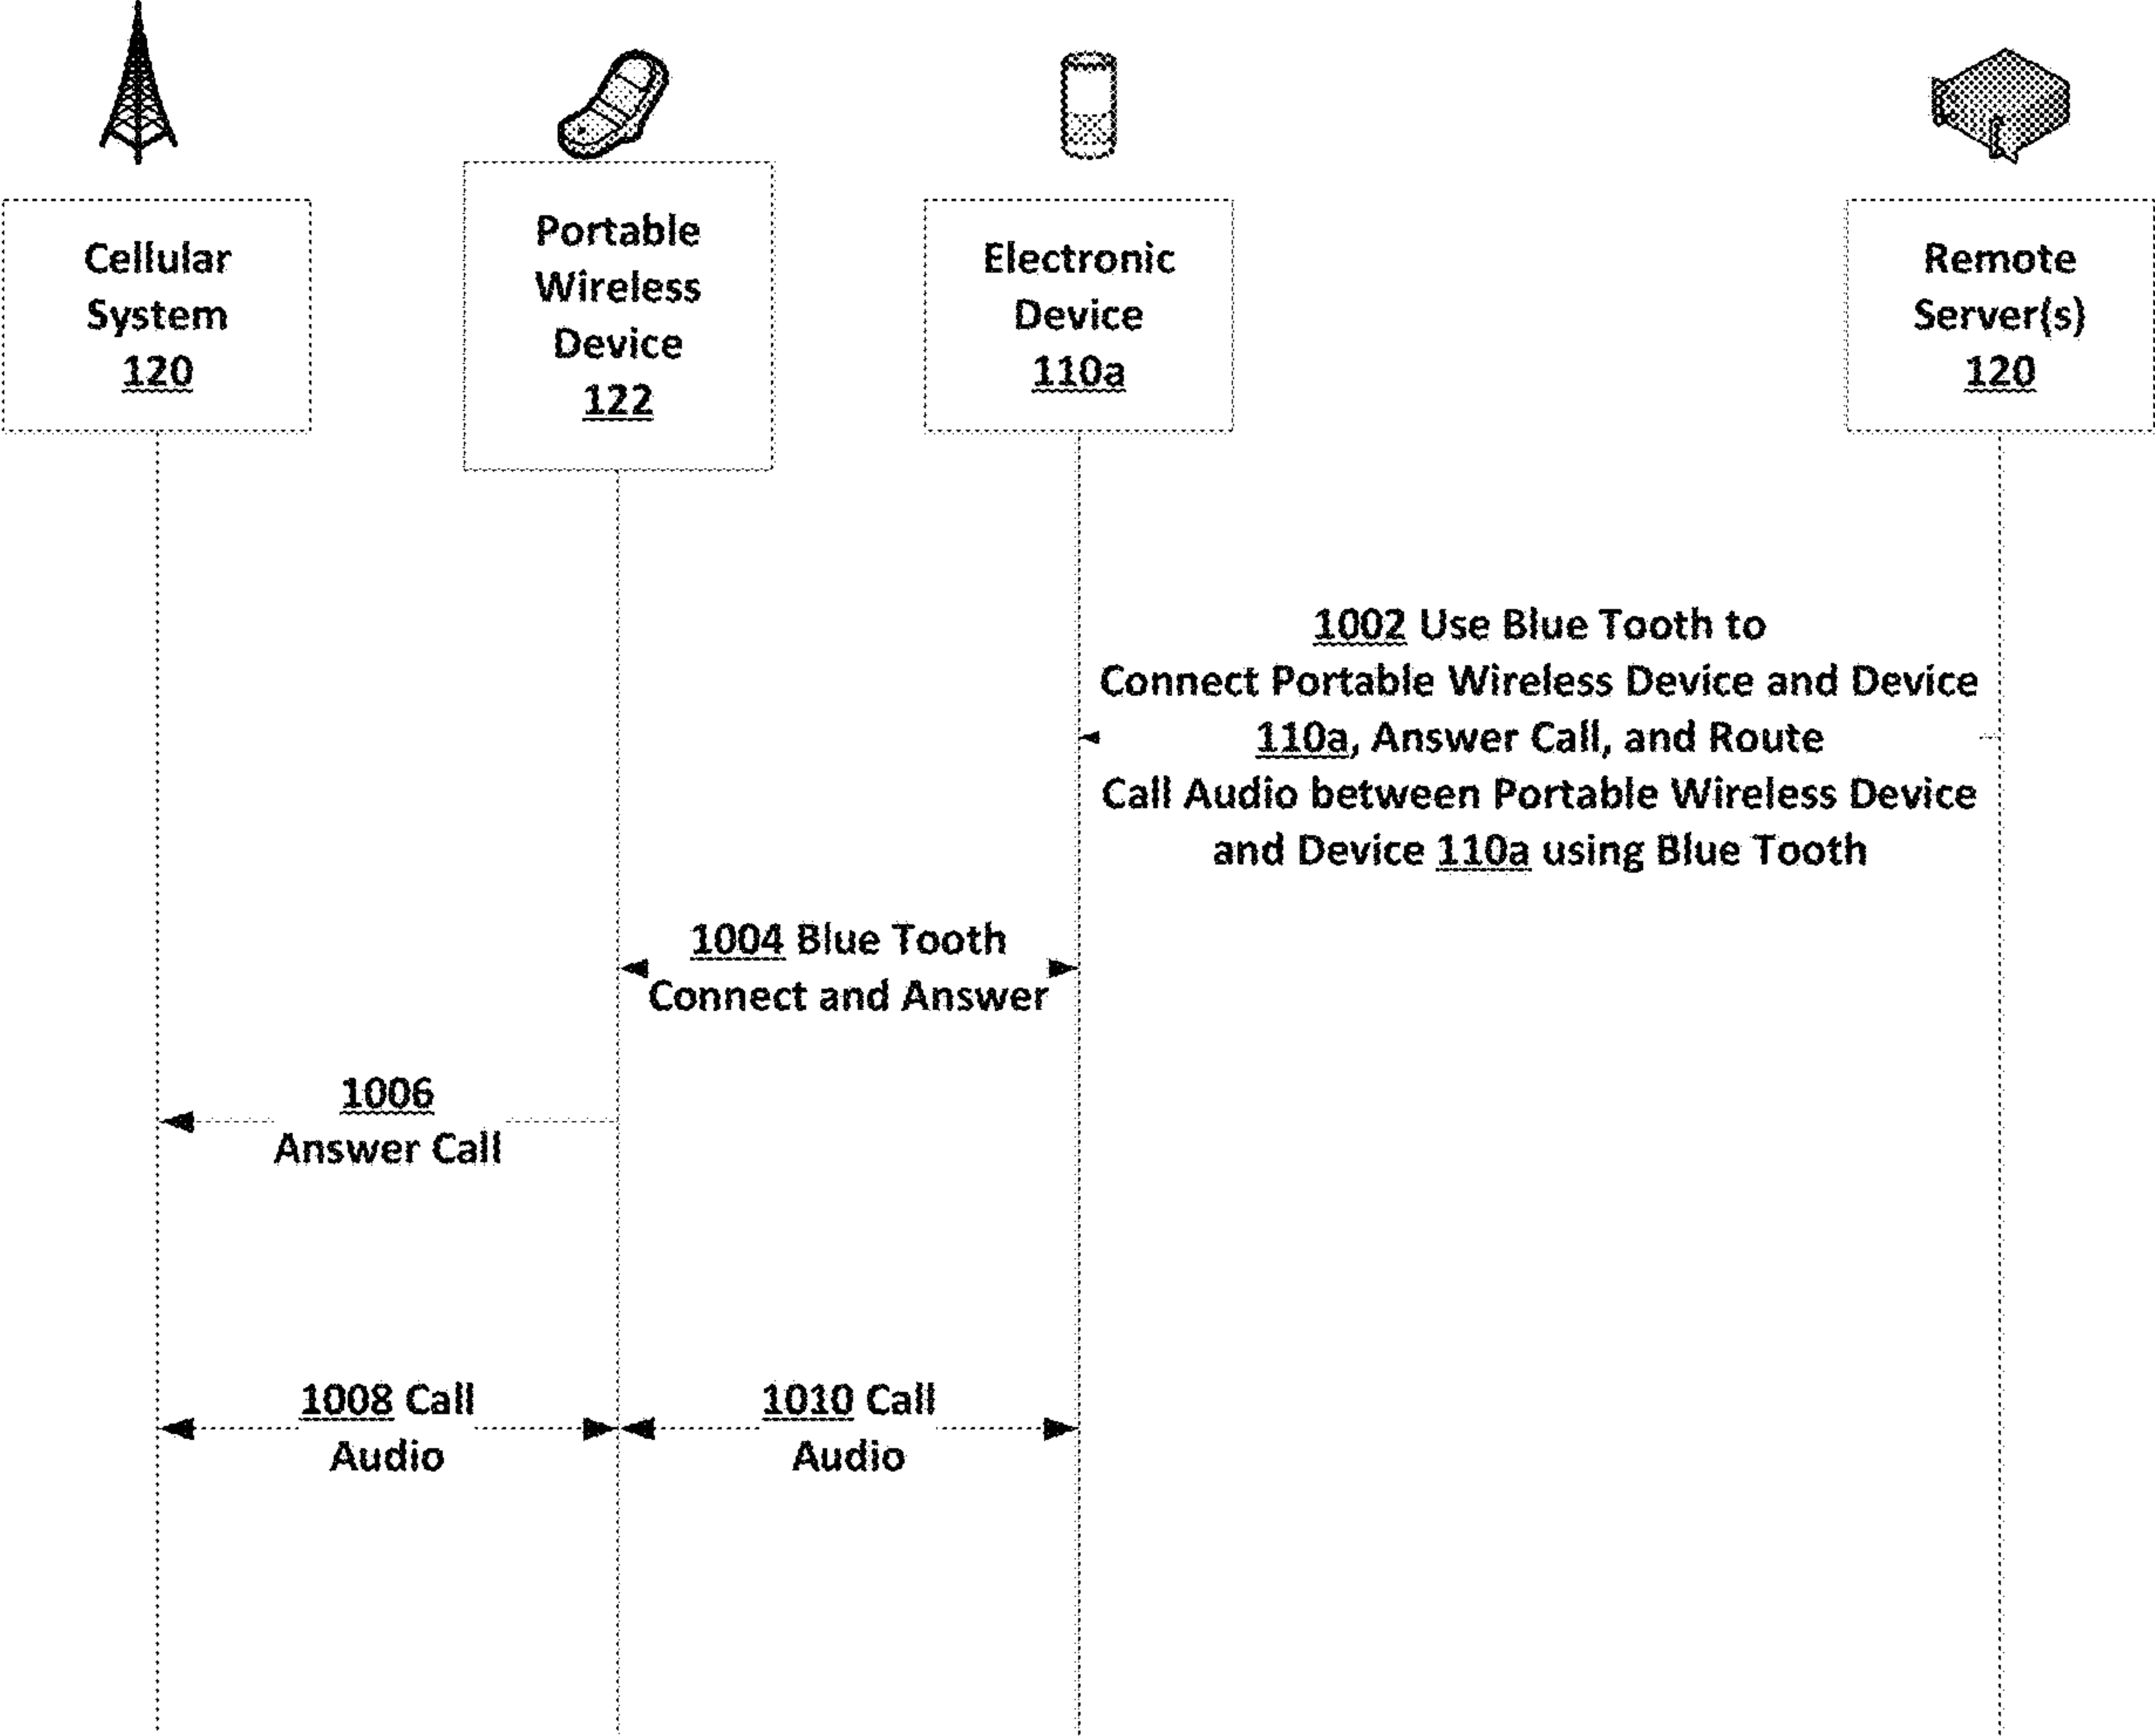 Cellular
System
120
Portable
Wireless
Device
122
Electronic
Device
110a
Remote
Server(s)
120
1002 Use Blue Tooth to
Connect Portable Wireless Device and Device
110a, Answer Call, and Route
Call Audio between Portable Wireless Device
and Device 110a using Blue Tooth
1004 Blue Tooth
Connect and Answer
1006
Answer Call
1008 Call
Audio
1010 Call
Audio